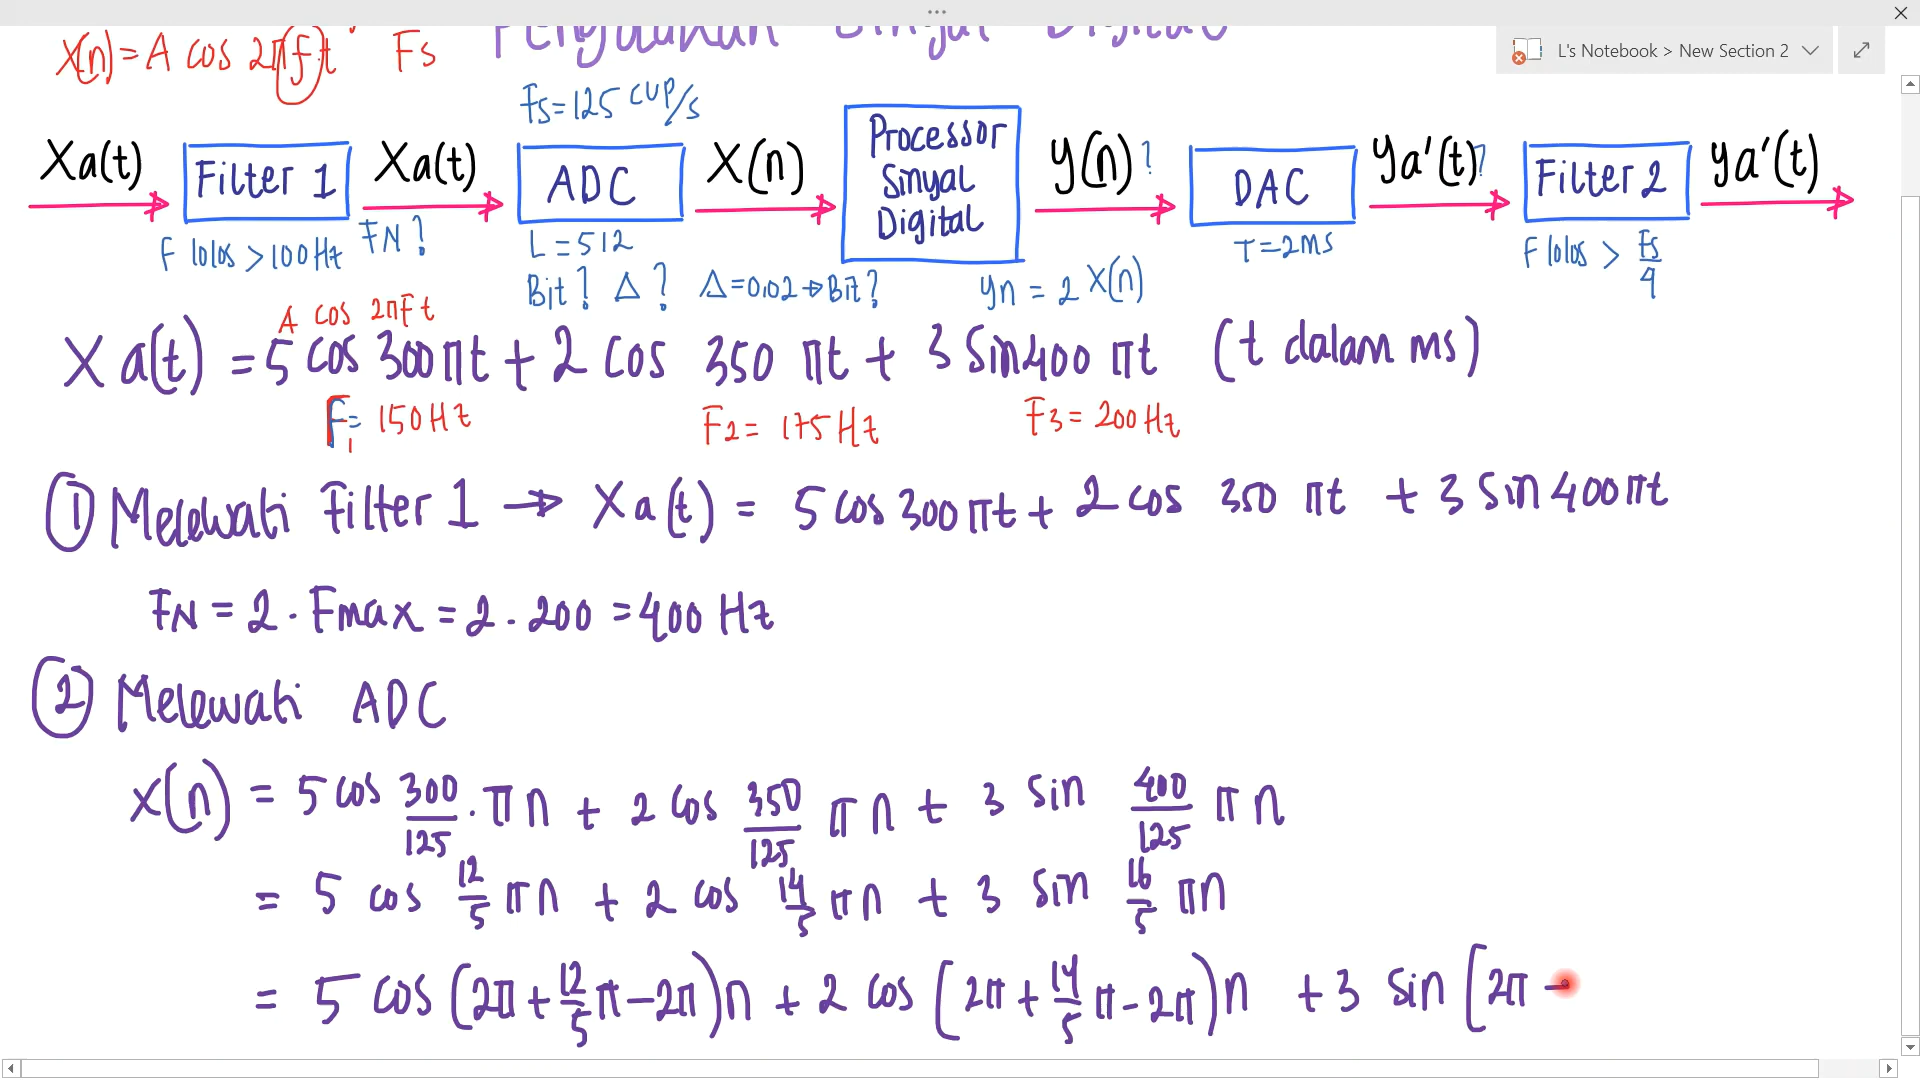 Pengolahan Sinyal Digital
X(n) = A cos 2πft Fs
L's Notebook > New Section 2
Fs = 125 cup/s
Xa(t) Filter 1 Xa(t) ADC X(n) Processor Sinyal Digital y(n)? DAC ya'(t)? Filter 2 ya'(t)
F lolos > 100 Hz FN? L = 512 T = 2ms F lolos > Fs/4
Bit? Δ? Δ = 0.02 → Bit? yn = 2 X(n)
A cos 2πFt
Xa(t) = 5 cos 300πt + 2 cos 350 πt + 3 Sin 400 πt (t dalam ms)
F1 = 150 Hz F2 = 175 Hz F3 = 200 Hz
① Melewati Filter 1 → Xa(t) = 5 cos 300πt + 2 cos 350 πt + 3 Sin 400πt
FN = 2 . Fmax = 2 . 200 = 400 Hz
② Melewati ADC
X(n) = 5 cos 300/125 . πn + 2 cos 350/125 πn + 3 sin 400/125 πn
= 5 cos 12/5 πn + 2 cos 14/5 πn + 3 sin 16/5 πn
= 5 cos (2π + 12/5 π - 2π) n + 2 cos (2π + 14/5 π - 2π) n + 3 sin [2π -